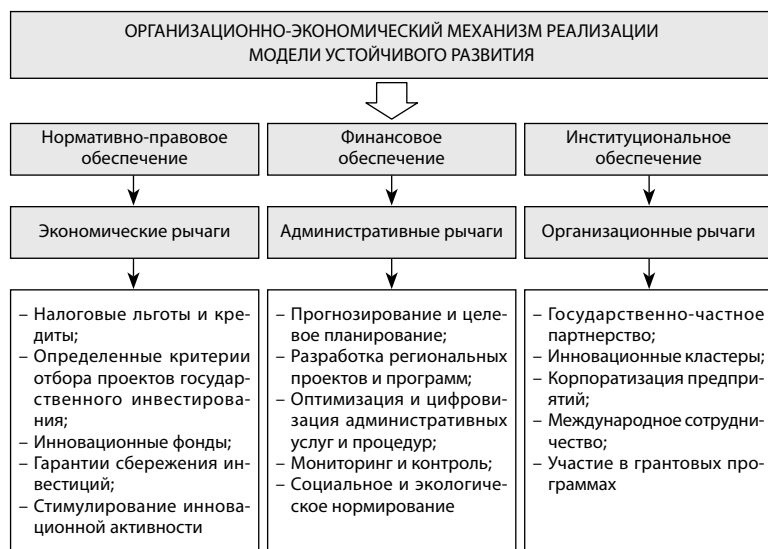 ОРГАНИЗАЦИОННО-ЭКОНОМИЧЕСКИЙ МЕХАНИЗМ РЕАЛИЗАЦИИ
МОДЕЛИ УСТОЙЧИВОГО РАЗВИТИЯ
Нормативно-правовое
обеспечение
Финансовое
обеспечение
Институциональное
обеспечение
Экономические рычаги
Административные рычаги
Организационные рычаги
– Налоговые льготы и кре-
диты;
– Определенные критерии
отбора проектов государ-
ственного инвестирова-
ния;
– Инновационные фонды;
– Гарантии сбережения ин-
вестиций;
– Стимулирование иннова-
ционной активности
– Прогнозирование и целе-
вое планирование;
– Разработка региональных
проектов и программ;
– Оптимизация и цифрови-
зация административных
услуг и процедур;
– Мониторинг и контроль;
– Социальное и экологиче-
ское нормирование
– Государственно-частное
партнерство;
– Инновационные кластеры;
– Корпоратизация предпри-
ятий;
– Международное сотрудни-
чество;
– Участие в грантовых про-
граммах